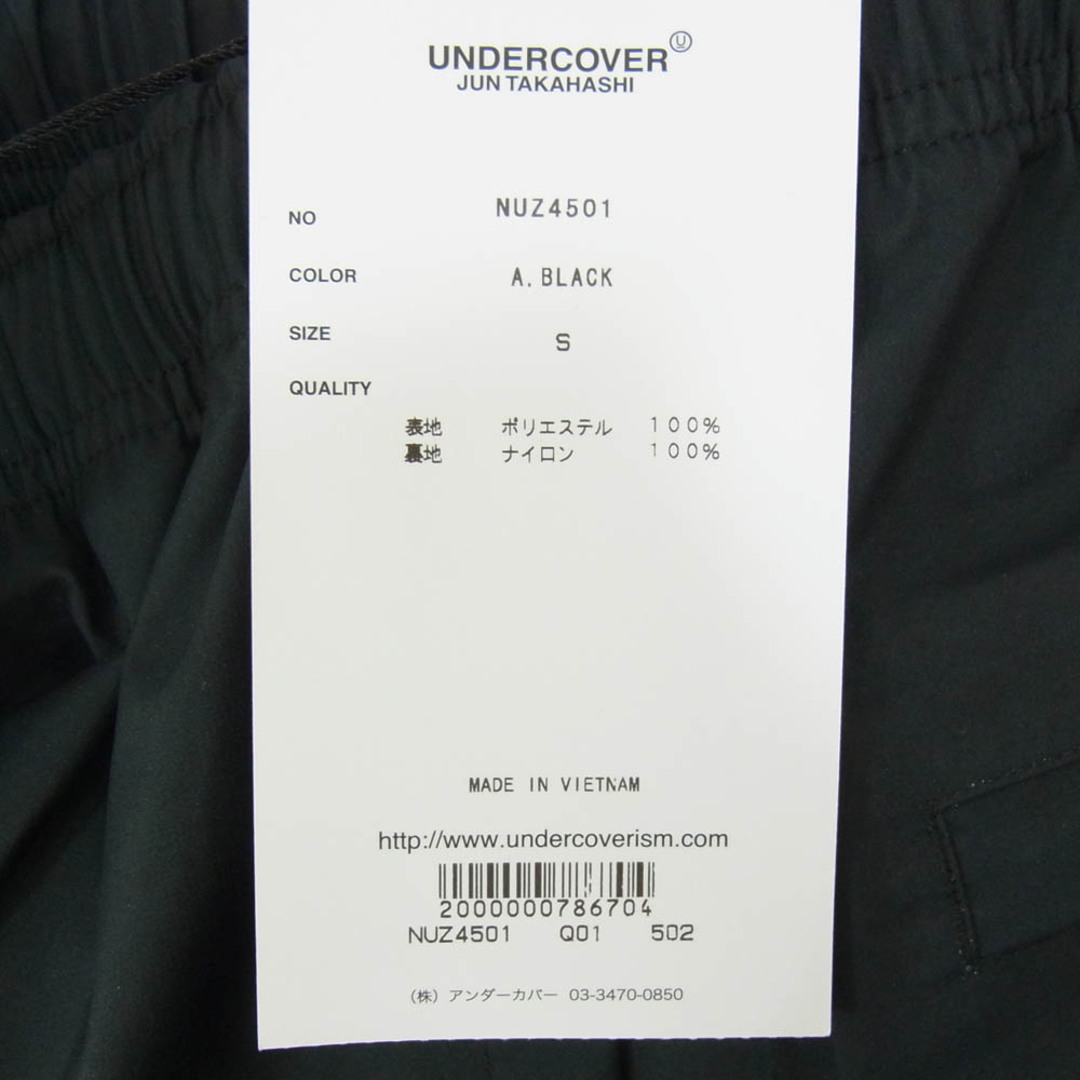 UNDERCOVER U
JUN TAKAHASHI
NO NUZ4501
COLOR A. BLACK
SIZE S
QUALITY
表地 ポリエステル 100%
裏地 ナイロン 100%
MADE IN VIETNAM
http://www.undercoverism.com
2000000786704
NUZ4501 Q01 502
(株) アンダーカバー 03-3470-0850